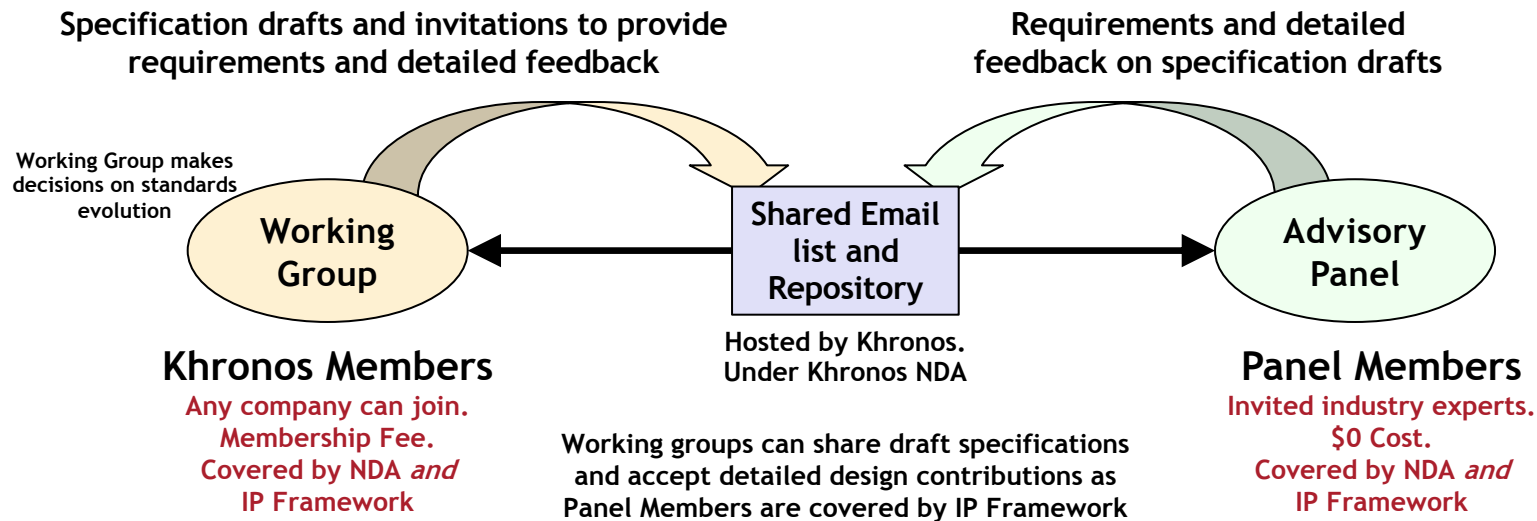 Specification drafts and invitations to provide
requirements and detailed feedback
Requirements and detailed
feedback on specification drafts
Working Group makes
decisions on standards
evolution
Working
Group
Shared Email
list and
Repository
Advisory
Panel
Hosted by Khronos.
Under Khronos NDA
Khronos Members
Any company can join.
Membership Fee.
Covered by NDA and
IP Framework
Working groups can share draft specifications
and accept detailed design contributions as
Panel Members are covered by IP Framework
Panel Members
Invited industry experts.
$0 Cost.
Covered by NDA and
IP Framework